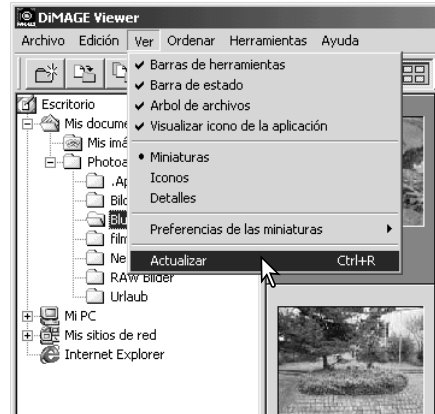 DiMAGE Viewer
Archivo Edición Ver Ordenar Herramientas Ayuda
Barras de herramientas
Barra de estado
Arbol de archivos
Visualizar icono de la aplicación
Miniaturas
Iconos
Detalles
Preferencias de las miniaturas
Actualizar Ctrl+R
Escritorio
Mis docume
Mis imá
Photoa
.Ap
Bild
Blu
film
Ne
RAW Bilder
Urlaub
Mi PC
Mis sitios de red
Internet Explorer